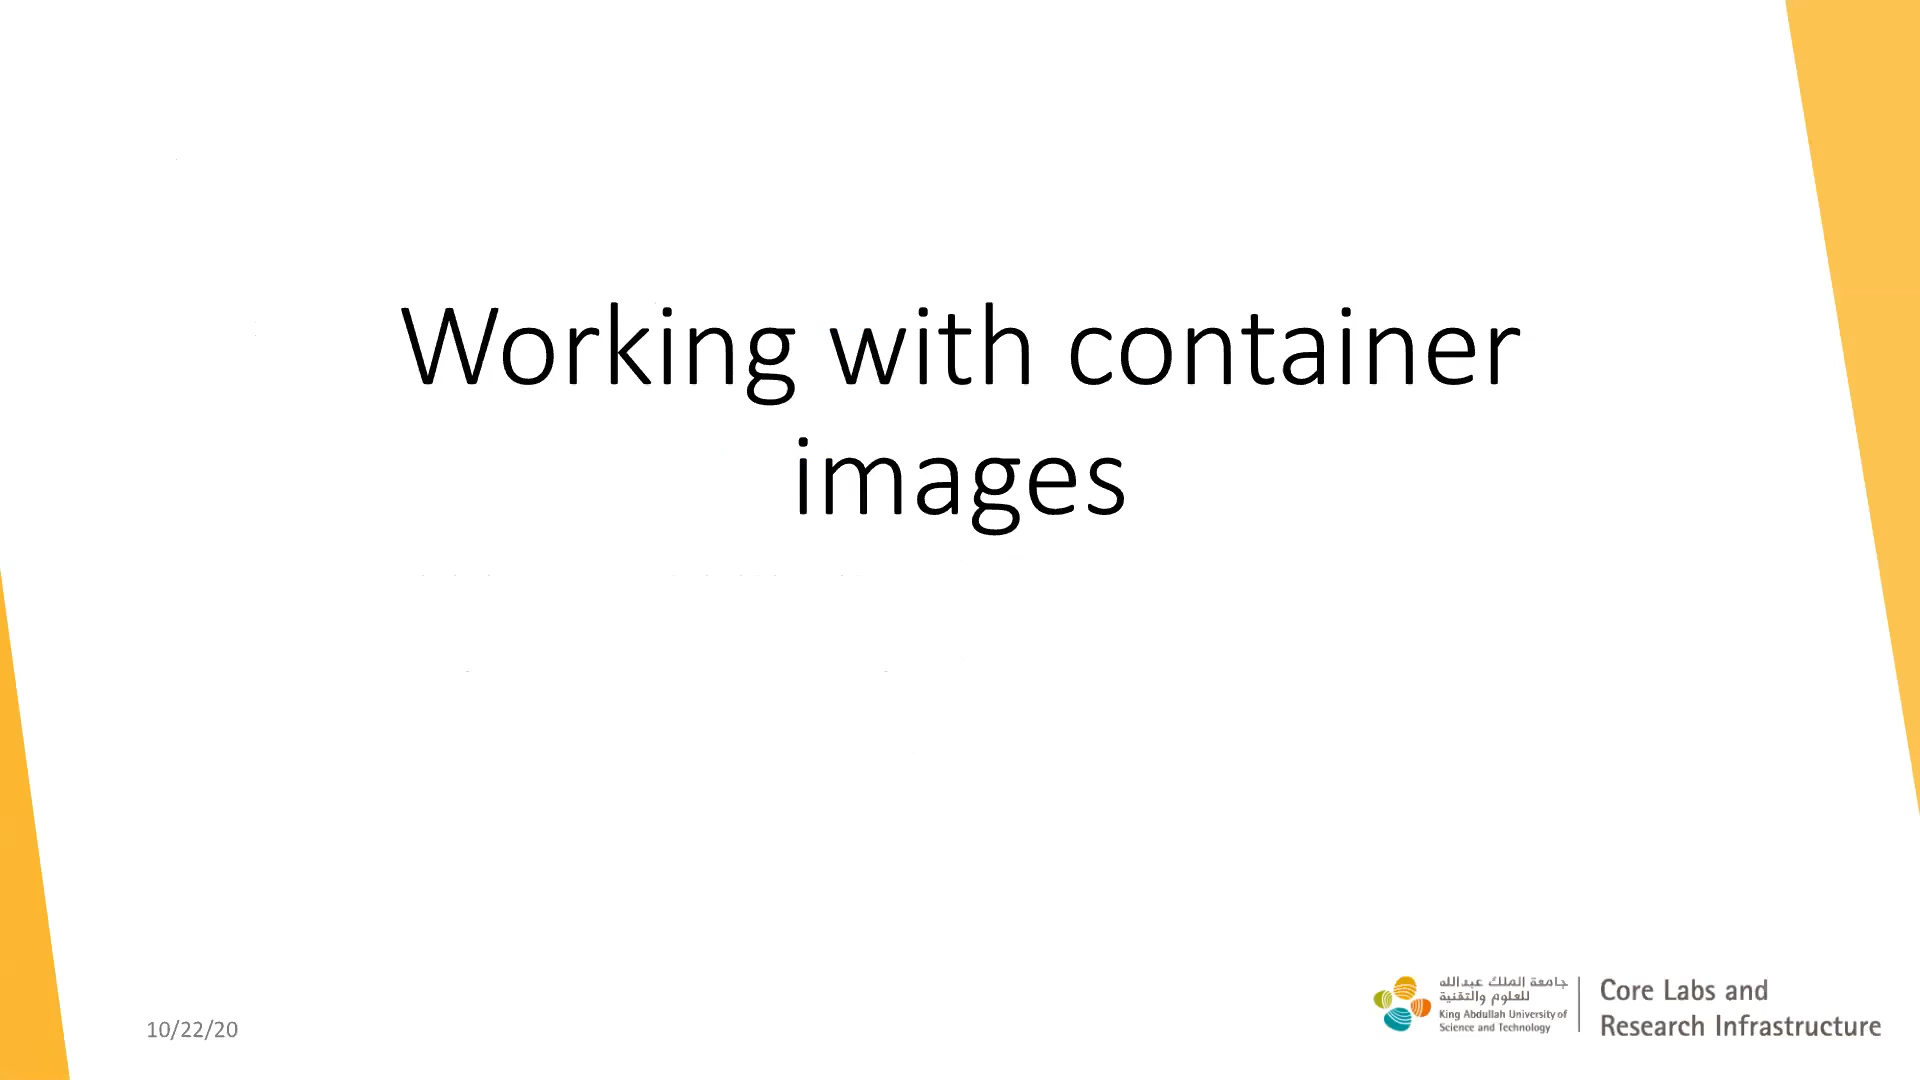 Working with container
images
10/22/20
جامعة الملك عبدالله
للعلوم والتقنية
King Abdullah University of
Science and Technology
Core Labs and
Research Infrastructure